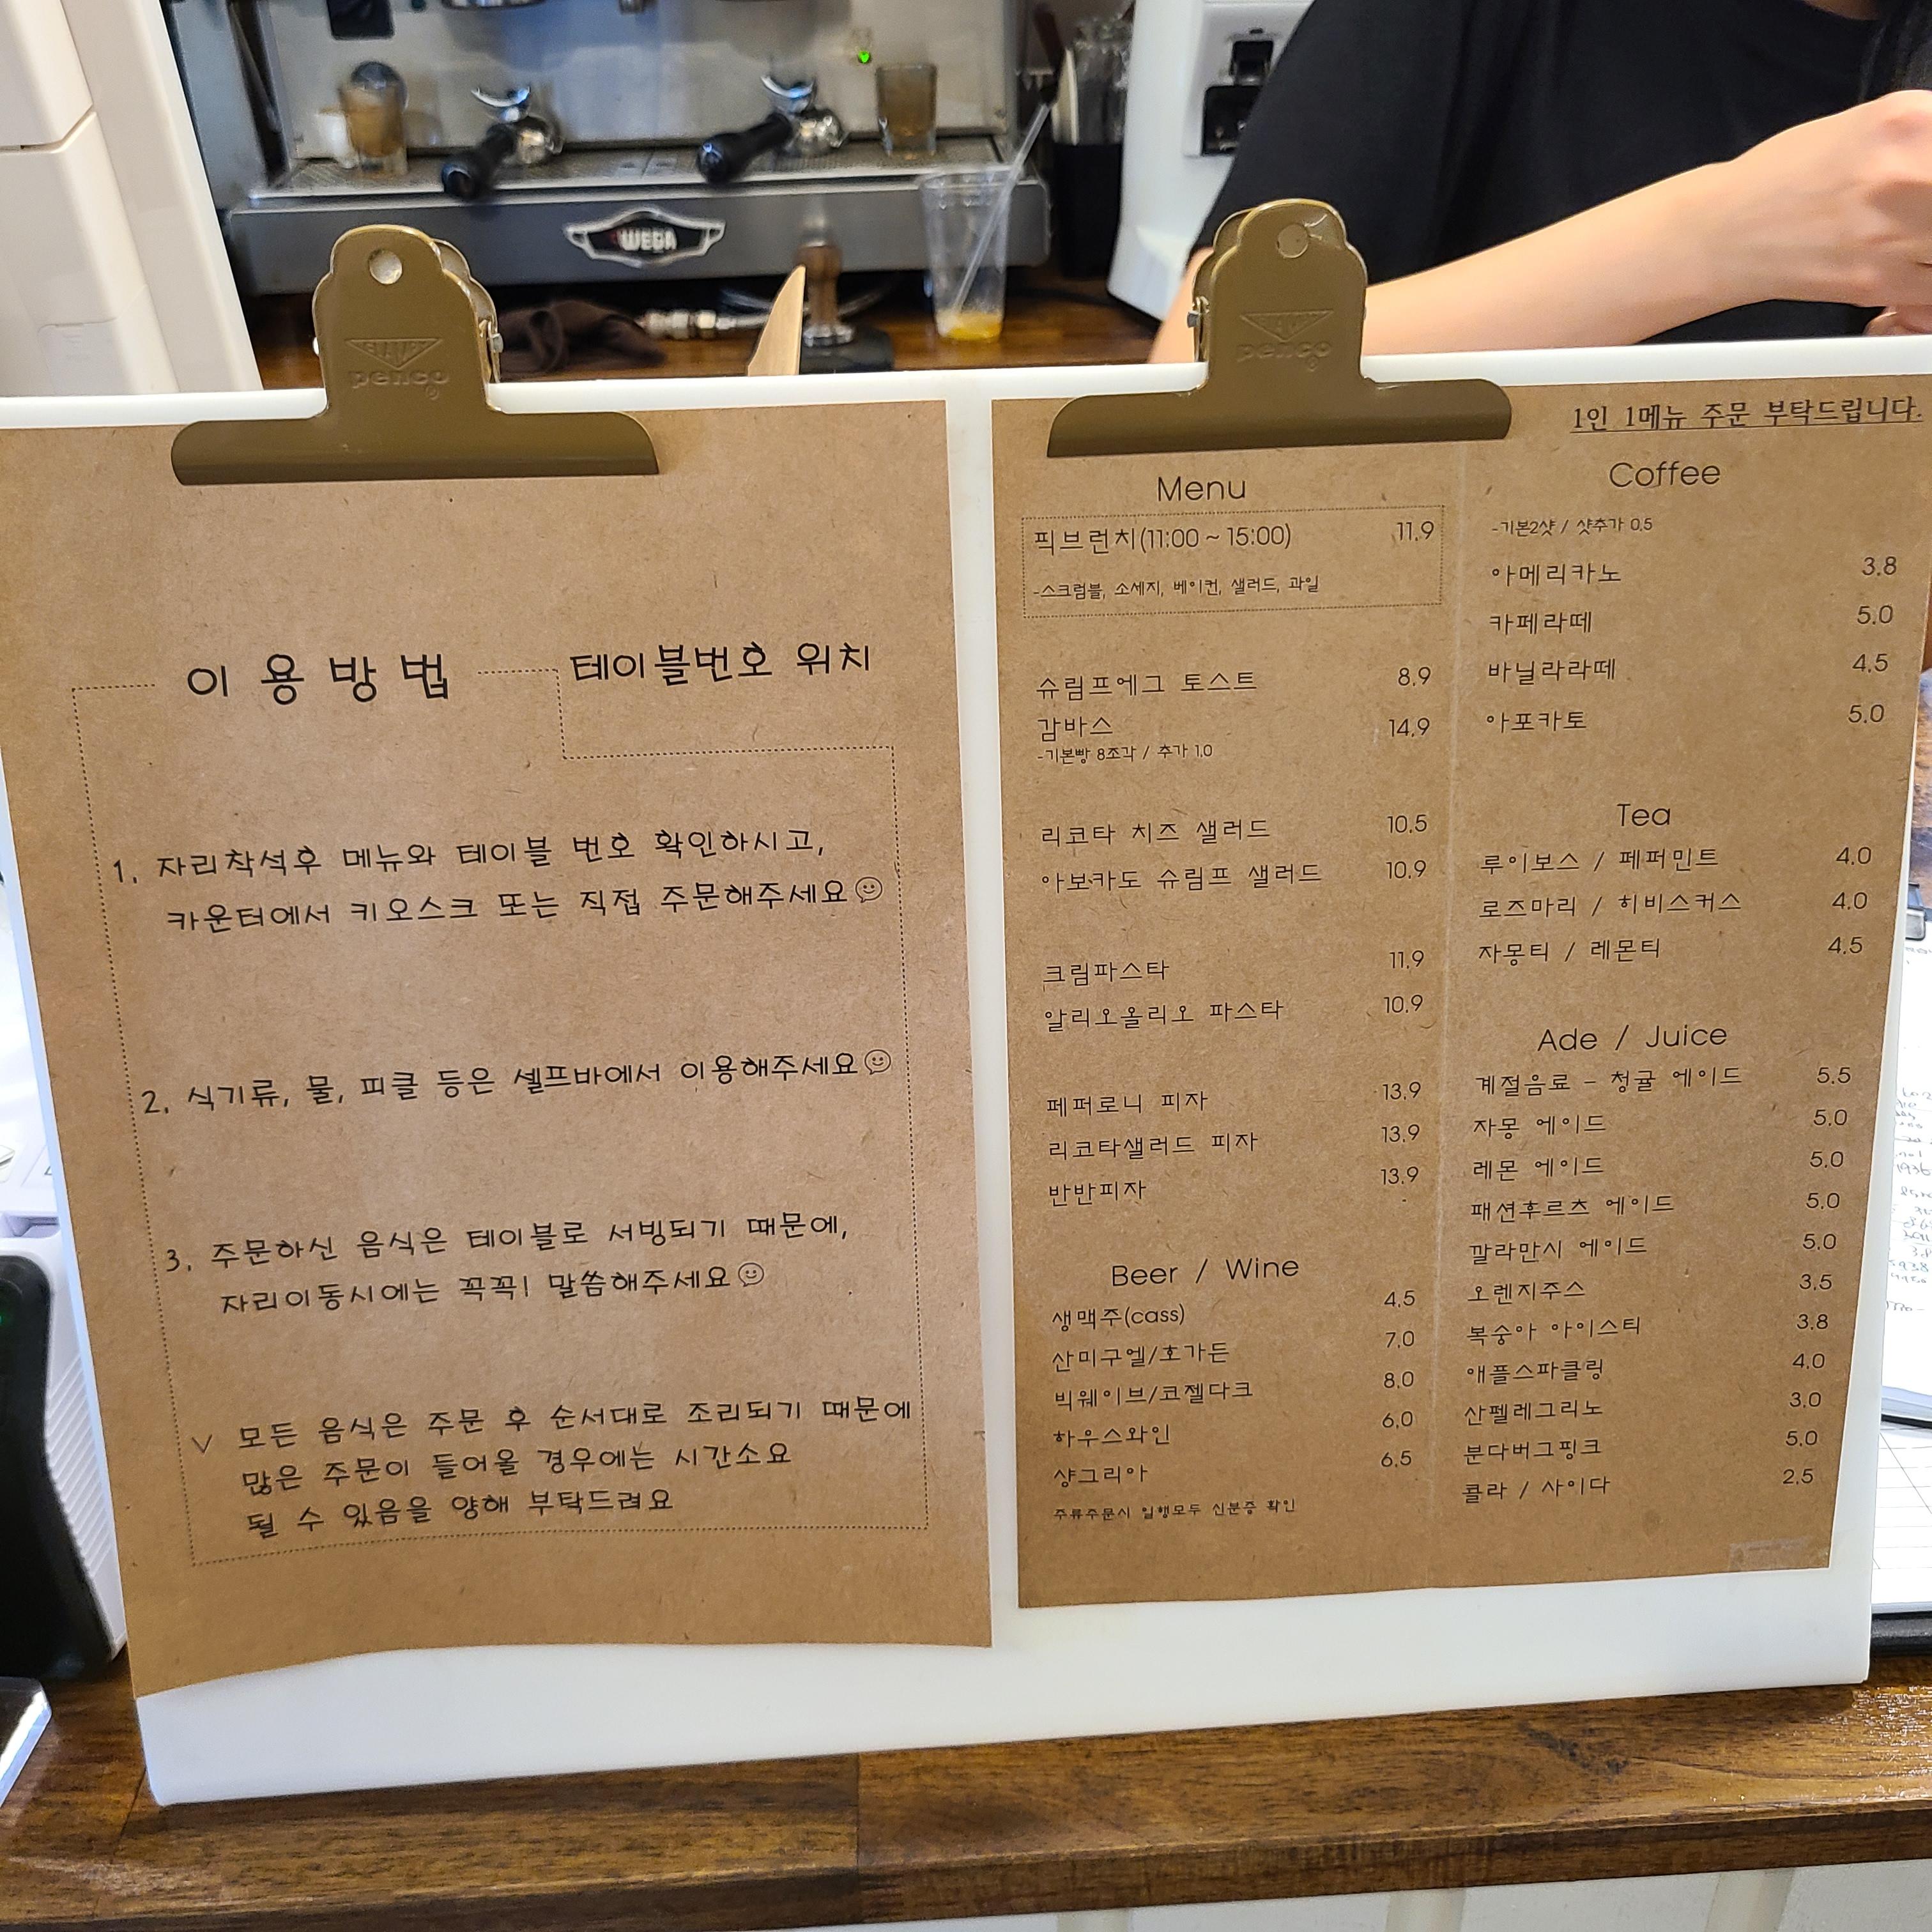 WEGA
penco
penco
이용방법
테이블번호 위치
1. 자리착석후 메뉴와 테이블 번호 확인하시고,
카운터에서 키오스크 또는 직접 주문해주세요
2. 식기류, 물, 피클 등은 셀프바에서 이용해주세요
3. 주문하신 음식은 테이블로 서빙되기 때문에,
자리이동시에는 꼭꼭! 말씀해주세요
V 모든 음식은 주문 후 순서대로 조리되기 때문에
많은 주문이 들어올 경우에는 시간소요
될 수 있음을 양해 부탁드려요
1인 1메뉴 주문 부탁드립니다.
Menu
픽브런치(11:00 ~ 15:00) 11.9
-스크럼블, 소세지, 베이컨, 샐러드, 과일
슈림프에그 토스트 8.9
감바스 14.9
-기본빵 8조각 / 추가 1.0
리코타 치즈 샐러드 10.5
아보카도 슈림프 샐러드 10.9
크림파스타 11.9
알리오올리오 파스타 10.9
페퍼로니 피자 13.9
리코타샐러드 피자 13.9
반반피자 13.9
Beer / Wine
생맥주(cass) 4.5
산미구엘/호가든 7.0
빅웨이브/코젤다크 8.0
하우스와인 6.0
샹그리아 6.5
주류주문시 일행모두 신분증 확인
Coffee
-기본2샷 / 샷추가 0.5
아메리카노 3.8
카페라떼 5.0
바닐라라떼 4.5
아포카토 5.0
Tea
루이보스 / 페퍼민트 4.0
로즈마리 / 히비스커스 4.0
자몽티 / 레몬티 4.5
Ade / Juice
계절음료 - 청귤 에이드 5.5
자몽 에이드 5.0
레몬 에이드 5.0
패션후르츠 에이드 5.0
깔라만시 에이드 5.0
오렌지주스 3.5
복숭아 아이스티 3.8
애플스파클링 4.0
산펠레그리노 3.0
분다버그핑크 5.0
콜라 / 사이다 2.5